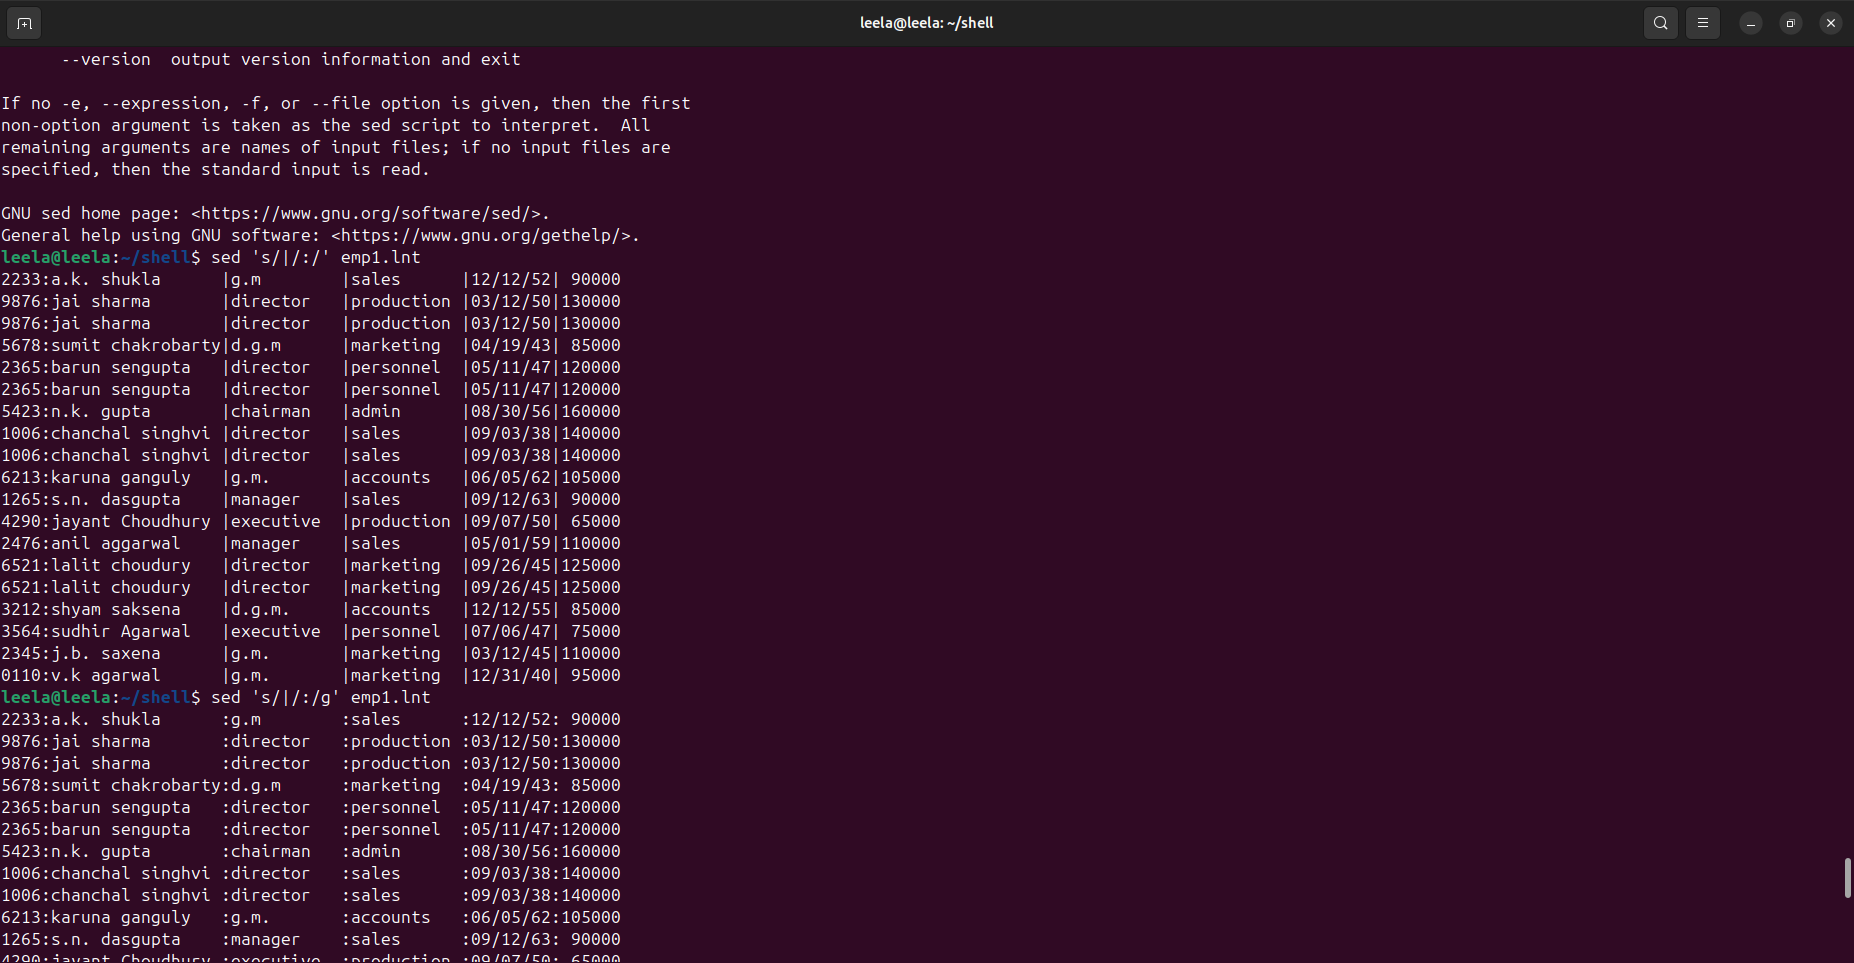 leela@leela: ~/shell
      --version  output version information and exit

If no -e, --expression, -f, or --file option is given, then the first
non-option argument is taken as the sed script to interpret.  All
remaining arguments are names of input files; if no input files are
specified, then the standard input is read.

GNU sed home page: <https://www.gnu.org/software/sed/>.
General help using GNU software: <https://www.gnu.org/gethelp/>.
leela@leela:~/shell$ sed 's/|/:/' emp1.lnt
2233:a.k. shukla      |g.m        |sales      |12/12/52| 90000
9876:jai sharma       |director   |production |03/12/50|130000
9876:jai sharma       |director   |production |03/12/50|130000
5678:sumit chakrobarty|d.g.m      |marketing  |04/19/43| 85000
2365:barun sengupta   |director   |personnel  |05/11/47|120000
2365:barun sengupta   |director   |personnel  |05/11/47|120000
5423:n.k. gupta       |chairman   |admin      |08/30/56|160000
1006:chanchal singhvi |director   |sales      |09/03/38|140000
1006:chanchal singhvi |director   |sales      |09/03/38|140000
6213:karuna ganguly   |g.m.       |accounts   |06/05/62|105000
1265:s.n. dasgupta    |manager    |sales      |09/12/63| 90000
4290:jayant Choudhury |executive  |production |09/07/50| 65000
2476:anil aggarwal    |manager    |sales      |05/01/59|110000
6521:lalit choudury   |director   |marketing  |09/26/45|125000
6521:lalit choudury   |director   |marketing  |09/26/45|125000
3212:shyam saksena    |d.g.m.     |accounts   |12/12/55| 85000
3564:sudhir Agarwal   |executive  |personnel  |07/06/47| 75000
2345:j.b. saxena      |g.m.       |marketing  |03/12/45|110000
0110:v.k agarwal      |g.m.       |marketing  |12/31/40| 95000
leela@leela:~/shell$ sed 's/|/:/g' emp1.lnt
2233:a.k. shukla      :g.m        :sales      :12/12/52: 90000
9876:jai sharma       :director   :production :03/12/50:130000
9876:jai sharma       :director   :production :03/12/50:130000
5678:sumit chakrobarty:d.g.m      :marketing  :04/19/43: 85000
2365:barun sengupta   :director   :personnel  :05/11/47:120000
2365:barun sengupta   :director   :personnel  :05/11/47:120000
5423:n.k. gupta       :chairman   :admin      :08/30/56:160000
1006:chanchal singhvi :director   :sales      :09/03/38:140000
1006:chanchal singhvi :director   :sales      :09/03/38:140000
6213:karuna ganguly   :g.m.       :accounts   :06/05/62:105000
1265:s.n. dasgupta    :manager    :sales      :09/12/63: 90000
4290:jayant Choudhury :executive  :production :09/07/50: 65000